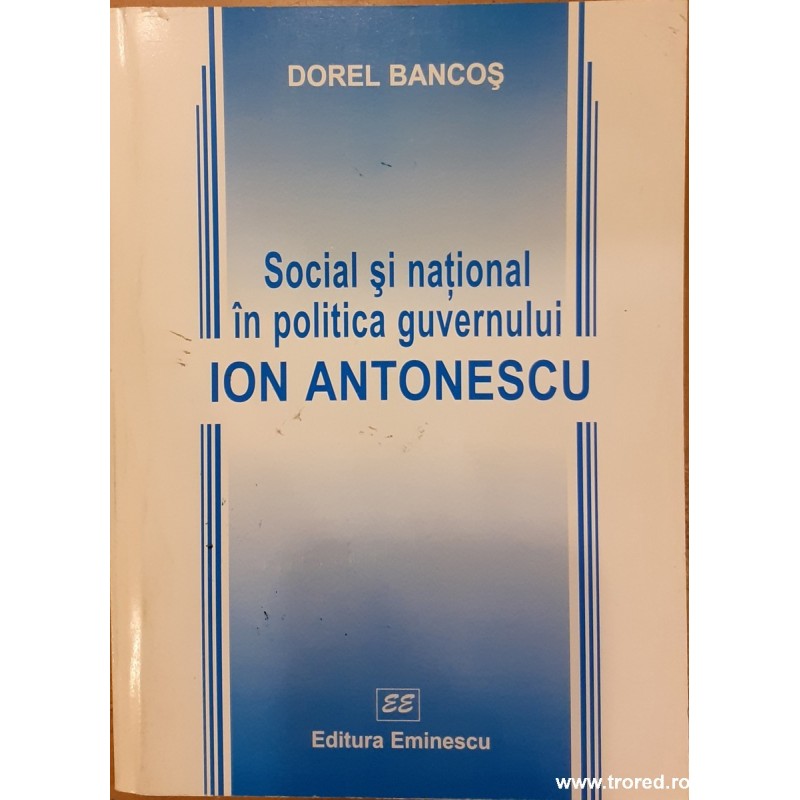 DOREL BANCOŞ
Social şi naţional
în politica guvernului
ION ANTONESCU
EE
Editura Eminescu
www.trored.ro